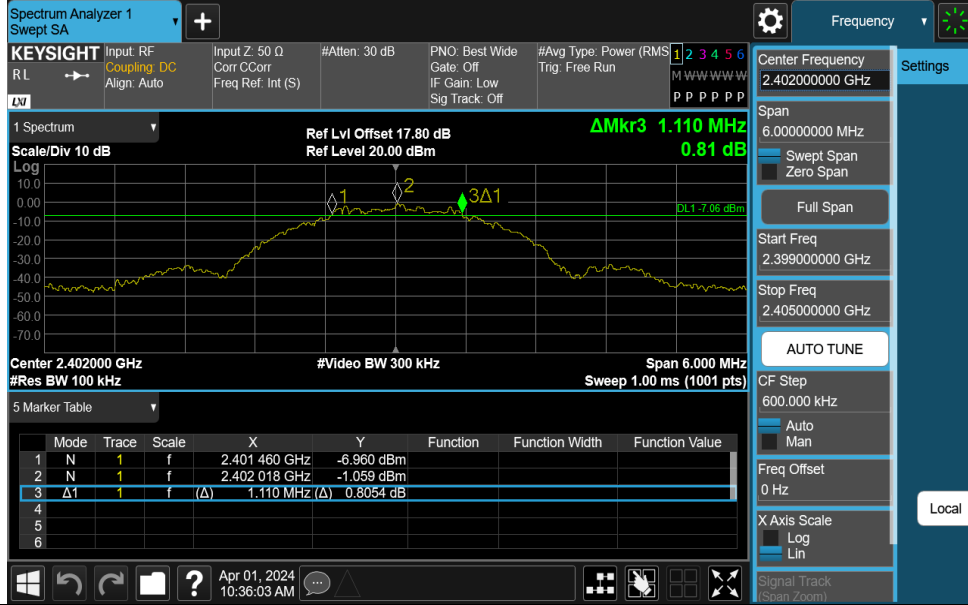 Spectrum Analyzer 1
Swept SA
+
Frequency
KEYSIGHT
RL
LXI
Input: RF
Coupling: DC
Align: Auto
Input Z: 50 Ω
Corr CCorr
Freq Ref: Int (S)
#Atten: 30 dB
PNO: Best Wide
Gate: Off
IF Gain: Low
Sig Track: Off
#Avg Type: Power (RMS
Trig: Free Run
1 2 3 4 5 6
M W W W W W
P P P P P P
1 Spectrum
Scale/Div 10 dB
Ref Lvl Offset 17.80 dB
Ref Level 20.00 dBm
ΔMkr3 1.110 MHz
0.81 dB
Log
10.0
0.00
-10.0
-20.0
-30.0
-40.0
-50.0
-60.0
-70.0
1
2
3Δ1
DL1 -7.06 dBm
Center 2.402000 GHz
#Video BW 300 kHz
Span 6.000 MHz
#Res BW 100 kHz
Sweep 1.00 ms (1001 pts)
5 Marker Table
Mode Trace Scale X Y Function Function Width Function Value
1 N 1 f 2.401 460 GHz -6.960 dBm
2 N 1 f 2.402 018 GHz -1.059 dBm
3 Δ1 1 f (Δ) 1.110 MHz (Δ) 0.8054 dB
4
5
6
?
Apr 01, 2024
10:36:03 AM
Center Frequency
2.402000000 GHz
Settings
Span
6.00000000 MHz
Swept Span
Zero Span
Full Span
Start Freq
2.399000000 GHz
Stop Freq
2.405000000 GHz
AUTO TUNE
CF Step
600.000 kHz
Auto
Man
Freq Offset
0 Hz
Local
X Axis Scale
Log
Lin
Signal Track
(Span Zoom)